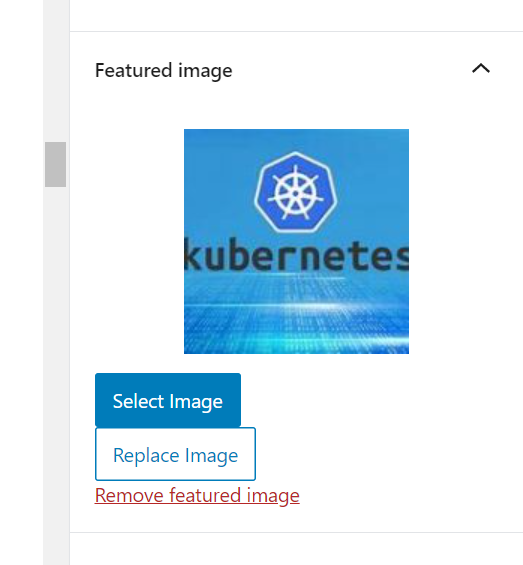 Featured image
kubernetes
Select Image
Replace Image
Remove featured image